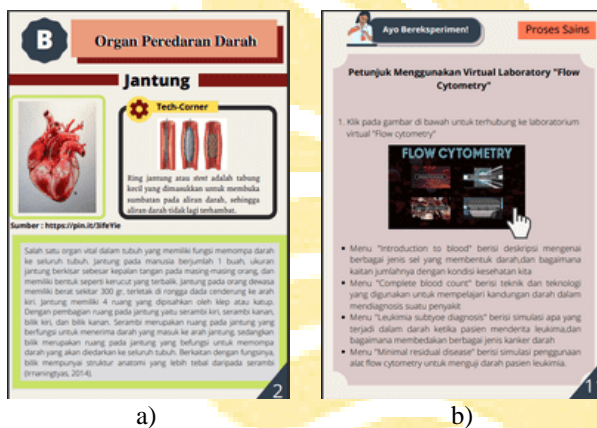 B
Organ Peredaran Darah
Jantung
Tech-Corner
Ring jantung atau stent adalah tabung
kecil yang dimasukkan untuk membuka
sumbatan pada aliran darah, sehingga
aliran darah tidak lagi terhambat.
Sumber : https://pin.it/3ifeYie
Salah satu organ vital dalam tubuh yang memiliki fungsi memompa darah
ke seluruh tubuh. Jantung pada manusia berjumlah 1 buah, ukuran
jantung berkisar sebesar kepalan tangan pada masing-masing orang, dan
memiliki bentuk seperti kerucut yang terbalik. Jantung pada orang dewasa
memiliki berat sekitar 300 gr, terletak di rongga dada cenderung ke arah
kiri. Jantung memiliki 4 ruang yang dipisahkan oleh klep atau katup.
Dengan pembagian ruang pada jantung yaitu serambi kiri, serambi kanan,
bilik kiri, dan bilik kanan. Serambi merupakan ruang pada jantung yang
berfungsi untuk menerima darah yang masuk ke arah jantung, sedangkan
bilik merupakan ruang pada jantung yang befungsi untuk memompa
darah yang akan diedarkan ke seluruh tubuh. Berkaitan dengan fungsinya,
bilik mempunyai struktur anatomi yang lebih tebal daripada serambi
(Irnaningtyas, 2014).
2
a)
Ayo Bereksperimen!
Proses Sains
Petunjuk Menggunakan Virtual Laboratory "Flow
Cytometry"
1. Klik pada gambar di bawah untuk terhubung ke laboratorium
virtual "Flow cytometry"
FLOW CYTOMETRY
Menu "Introduction to blood" berisi deskripsi mengenai
berbagai jenis sel yang membentuk darah,dan bagaimana
kaitan jumlahnya dengan kondisi kesehatan kita
Menu "Complete blood count" berisi teknik dan teknologi
yang digunakan untuk mempelajari kandungan darah dalam
mendiagnosis suatu penyakit
Menu "Leukimia subtyoe diagnosis" berisi simulasi apa yang
terjadi dalam darah ketika pasien menderita leukimia,dan
bagaimana membedakan berbagai jenis kanker darah
Menu "Minimal residual disease" berisi simulasi penggunaan
alat flow cytometry untuk menguji darah pasien leukimia.
b)